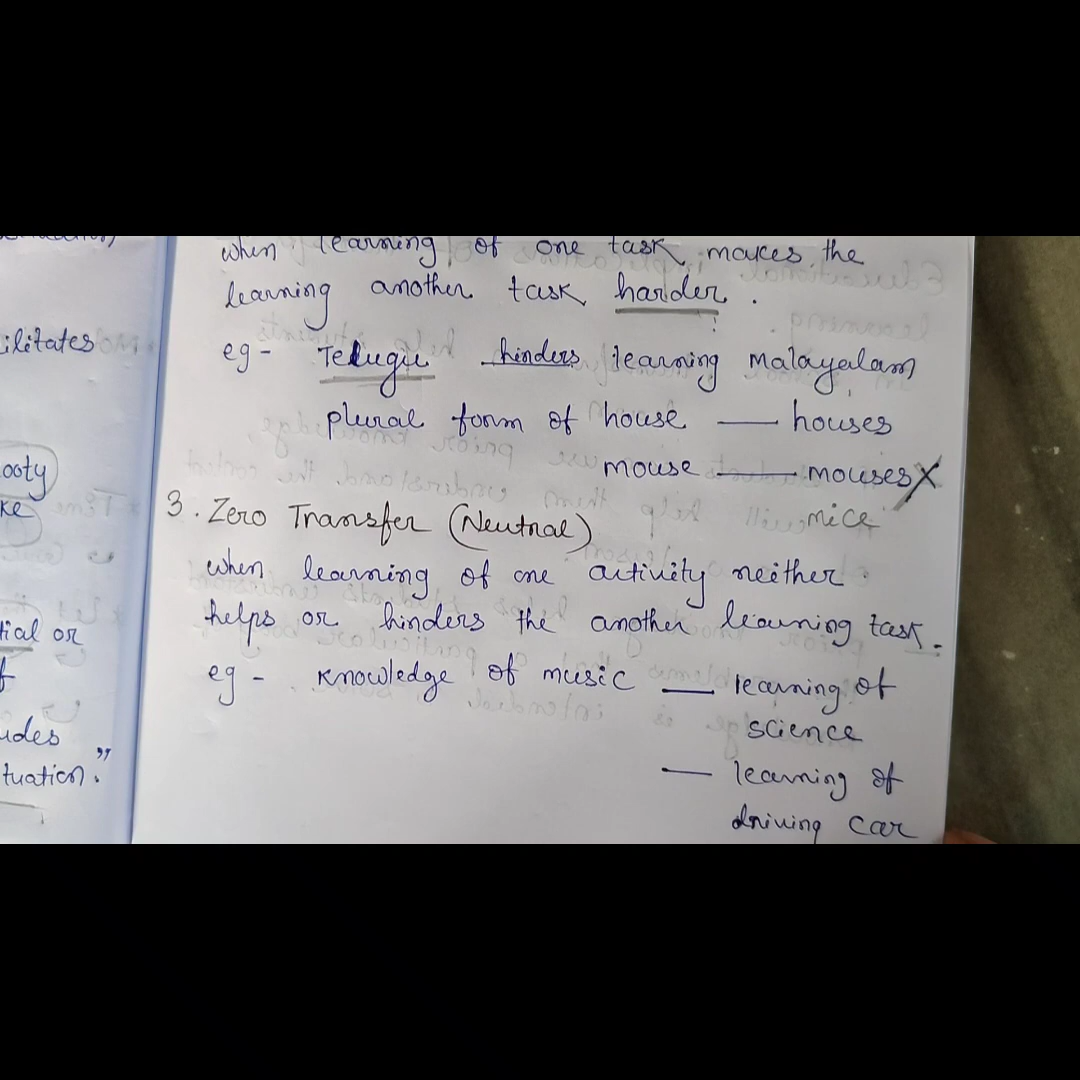 ilitates
ooty
ke
tial or
f
udes
tuation."
when learning of one task makes the
learning another task harder.
eg - Telugu hinders learning Malayalam
plural form of house — houses
mouse — mouses X
mice
3. Zero Transfer (Neutral)
when learning of one activity neither
helps or hinders the another learning task.
eg - Knowledge of music — learning of
science
— learning of
driving car